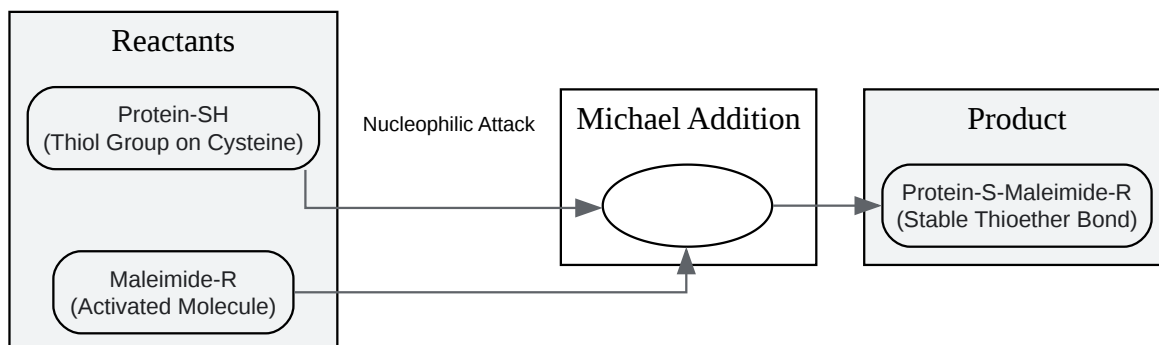 Reactants
Protein-SH
(Thiol Group on Cysteine)
Maleimide-R
(Activated Molecule)
Nucleophilic Attack
Michael Addition
Product
Protein-S-Maleimide-R
(Stable Thioether Bond)